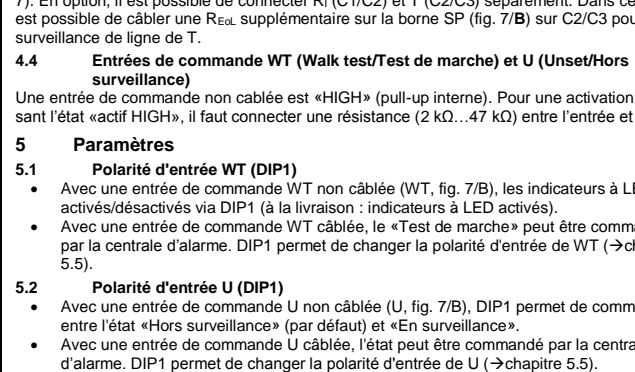 7). En option, il est possible de connecter Rl (C1/C2) et T (C2/C3) séparément. Dans ce
est possible de câbler une REoL supplémentaire sur la borne SP (fig. 7/B) sur C2/C3 pou
surveillance de ligne de T.
4.4 Entrées de commande WT (Walk test/Test de marche) et U (Unset/Hors
surveillance)
Une entrée de commande non cablée est «HIGH» (pull-up interne). Pour une activation
sant l'état «actif HIGH», il faut connecter une résistance (2 kΩ…47 kΩ) entre l'entrée et
5 Paramètres
5.1 Polarité d'entrée WT (DIP1)
• Avec une entrée de commande WT non câblée (WT, fig. 7/B), les indicateurs à LE
activés/désactivés via DIP1 (à la livraison : indicateurs à LED activés).
• Avec une entrée de commande WT câblée, le «Test de marche» peut être comma
par la centrale d'alarme. DIP1 permet de changer la polarité d'entrée de WT (→ch
5.5).
5.2 Polarité d'entrée U (DIP1)
• Avec une entrée de commande U non câblée (U, fig. 7/B), DIP1 permet de comm
entre l'état «Hors surveillance» (par défaut) et «En surveillance».
• Avec une entrée de commande U câblée, l'état peut être commandé par la centra
d'alarme. DIP1 permet de changer la polarité d'entrée de U (→chapitre 5.5).